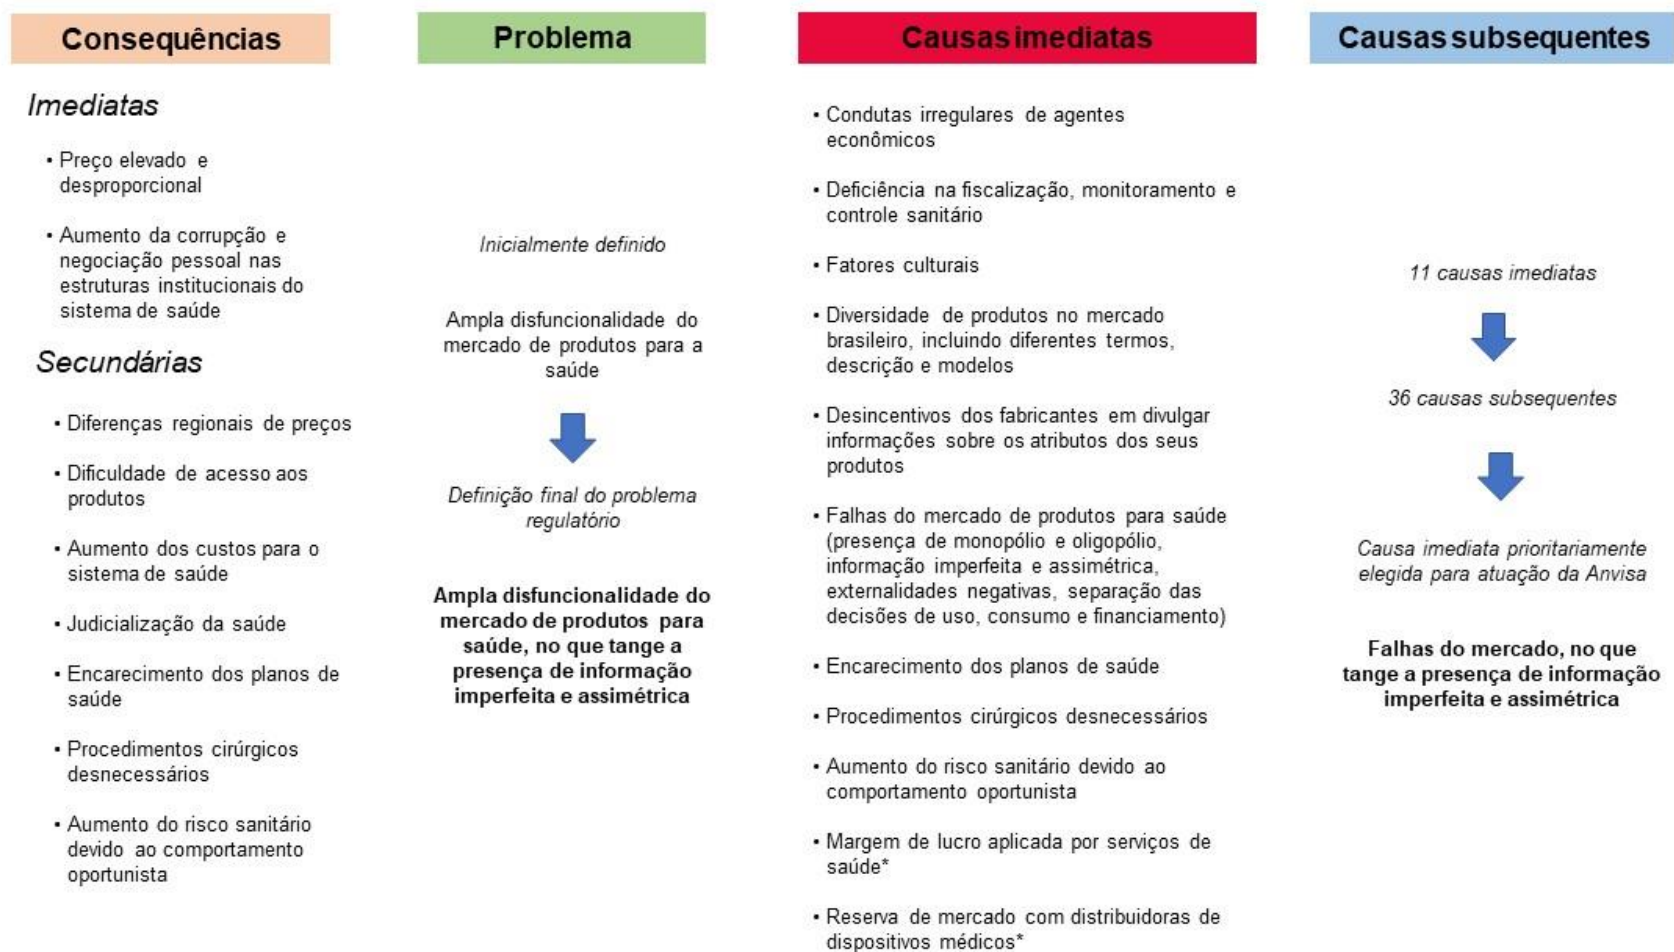 Consequências
Imediatas
• Preço elevado e
desproporcional
• Aumento da corrupção e
negociação pessoal nas
estruturas institucionais do
sistema de saúde
Secundárias
• Diferenças regionais de preços
• Dificuldade de acesso aos
produtos
• Aumento dos custos para o
sistema de saúde
• Judicialização da saúde
• Encarecimento dos planos de
saúde
• Procedimentos cirúrgicos
desnecessários
• Aumento do risco sanitário
devido ao comportamento
oportunista
Problema
Inicialmente definido
Ampla disfuncionalidade do
mercado de produtos para a
saúde
Definição final do problema
regulatório
Ampla disfuncionalidade do
mercado de produtos para
saúde, no que tange a
presença de informação
imperfeita e assimétrica
Causas imediatas
• Condutas irregulares de agentes
econômicos
• Deficiência na fiscalização, monitoramento e
controle sanitário
• Fatores culturais
• Diversidade de produtos no mercado
brasileiro, incluindo diferentes termos,
descrição e modelos
• Desincentivos dos fabricantes em divulgar
informações sobre os atributos dos seus
produtos
• Falhas do mercado de produtos para saúde
(presença de monopólio e oligopólio,
informação imperfeita e assimétrica,
externalidades negativas, separação das
decisões de uso, consumo e financiamento)
• Encarecimento dos planos de saúde
• Procedimentos cirúrgicos desnecessários
• Aumento do risco sanitário devido ao
comportamento oportunista
• Margem de lucro aplicada por serviços de
saúde*
• Reserva de mercado com distribuidoras de
dispositivos médicos*
Causas subsequentes
11 causas imediatas
36 causas subsequentes
Causa imediata prioritariamente
elegida para atuação da Anvisa
Falhas do mercado, no que
tange a presença de informação
imperfeita e assimétrica